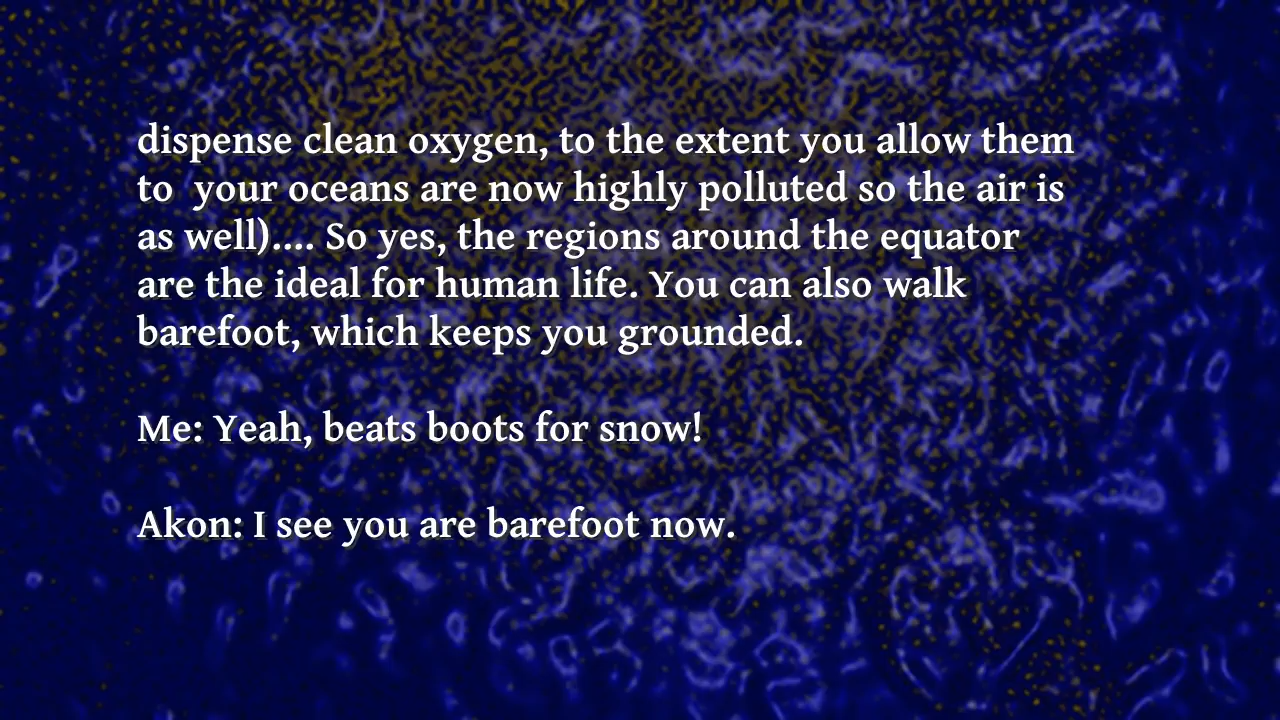 dispense clean oxygen, to the extent you allow them
to  your oceans are now highly polluted so the air is
as well).... So yes, the regions around the equator
are the ideal for human life. You can also walk
barefoot, which keeps you grounded.
Me: Yeah, beats boots for snow!
Akon: I see you are barefoot now.